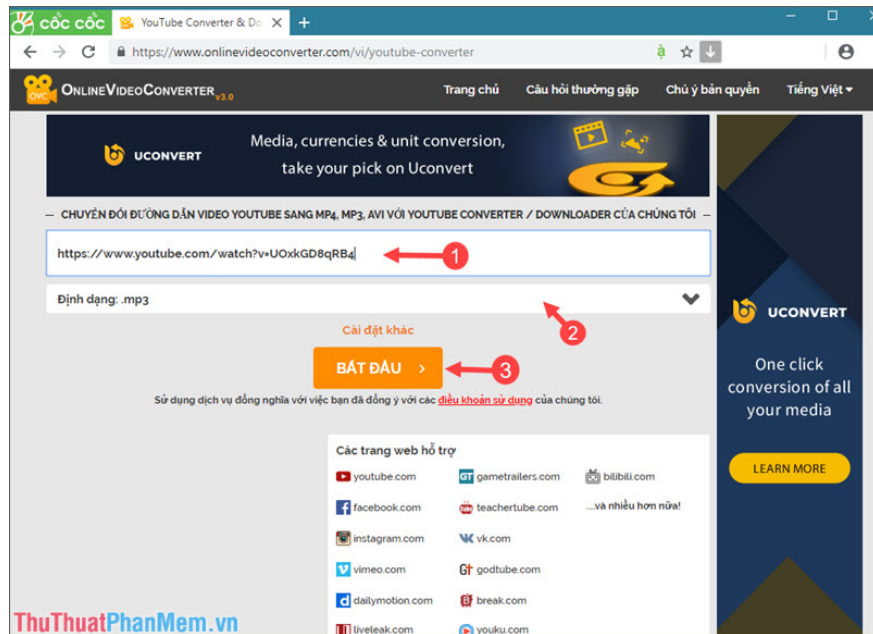 cốc cốc
YouTube Converter & Do
https://www.onlinevideoconverter.com/vi/youtube-converter
OVC
ONLINEVIDEOCONVERTER v3.0
Trang chủ
Câu hỏi thường gặp
Chú ý bản quyền
Tiếng Việt
UCONVERT
Media, currencies & unit conversion,
take your pick on Uconvert
CHUYỂN ĐỔI ĐƯỜNG DẪN VIDEO YOUTUBE SANG MP4, MP3, AVI VỚI YOUTUBE CONVERTER / DOWNLOADER CỦA CHÚNG TÔI
https://www.youtube.com/watch?v=UOxkGD8qRB4
1
Định dạng: .mp3
2
Cài đặt khác
BẮT ĐẦU
3
Sử dụng dịch vụ đồng nghĩa với việc bạn đã đồng ý với các điều khoản sử dụng của chúng tôi.
UCONVERT
One click
conversion of all
your media
LEARN MORE
Các trang web hỗ trợ
youtube.com
gametrailers.com
bilibili.com
facebook.com
teachertube.com
....và nhiều hơn nữa!
instagram.com
vk.com
vimeo.com
godtube.com
dailymotion.com
break.com
liveleak.com
youku.com
ThuThuatPhanMem.vn